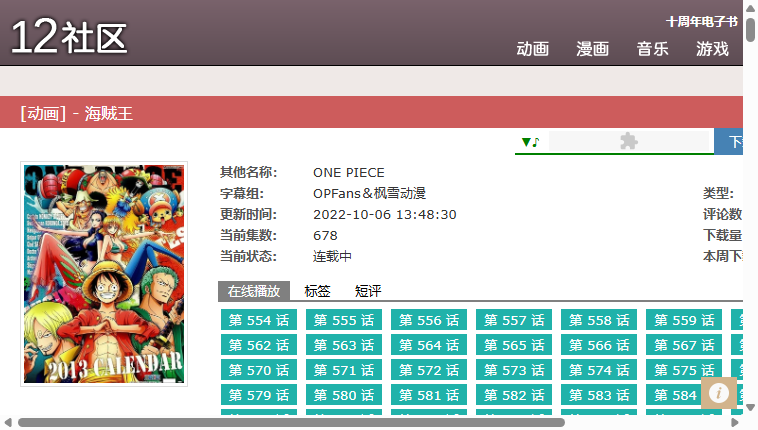 12社区
十周年电子书
动画 漫画 音乐 游戏
[动画] - 海贼王
▼♪
其他名称: ONE PIECE
字幕组: OPFans＆枫雪动漫 类型:
更新时间: 2022-10-06 13:48:30 评论数
当前集数: 678 下载量
当前状态: 连载中 本周下
在线播放 标签 短评
第 554 话 第 555 话 第 556 话 第 557 话 第 558 话 第 559 话
第 562 话 第 563 话 第 564 话 第 565 话 第 566 话 第 567 话
第 570 话 第 571 话 第 572 话 第 573 话 第 574 话 第 575 话
第 579 话 第 580 话 第 581 话 第 582 话 第 583 话 第 584
2013 CALENDAR